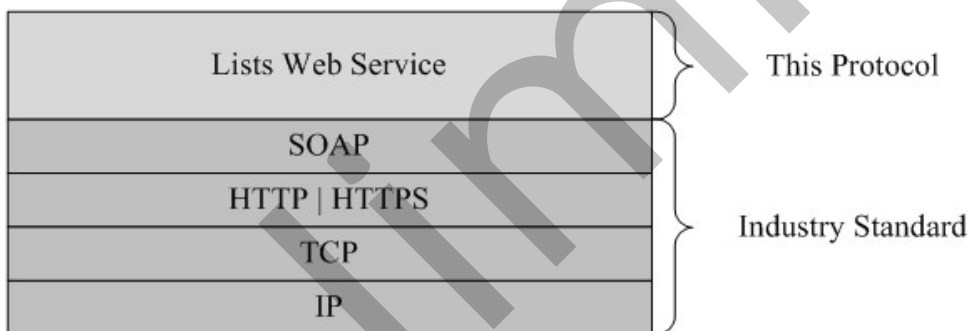 Lists Web Service
This Protocol
SOAP
HTTP | HTTPS
TCP
IP
Industry Standard